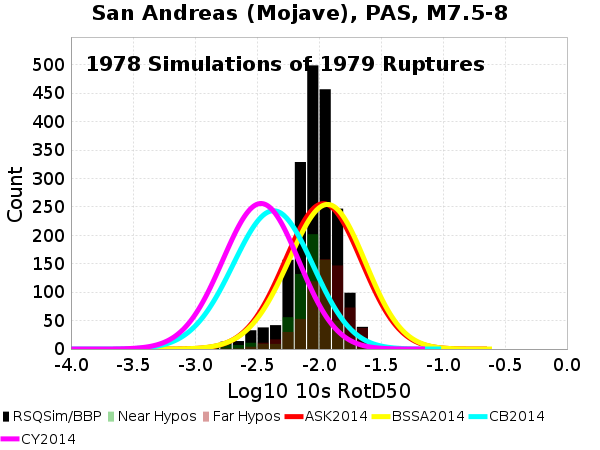 San Andreas (Mojave), PAS, M7.5-8
1978 Simulations of 1979 Ruptures
Count
500
450
400
350
300
250
200
150
100
50
0
-4.0 -3.5 -3.0 -2.5 -2.0 -1.5 -1.0 -0.5 0.0
Log10 10s RotD50
RSQSim/BBP Near Hypos Far Hypos ASK2014 BSSA2014 CB2014
CY2014